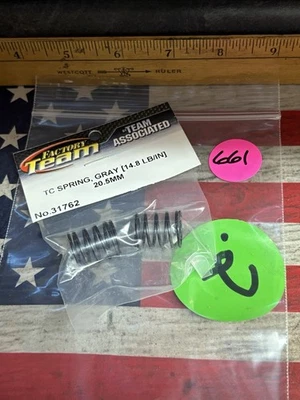 4 5 6 7 8 9
WESTCOTT RULER
FACTORY
Team
TEAM
ASSOCIATED
TC SPRING, GRAY [14.8 LB/IN]
20.5MM
No.31762
661